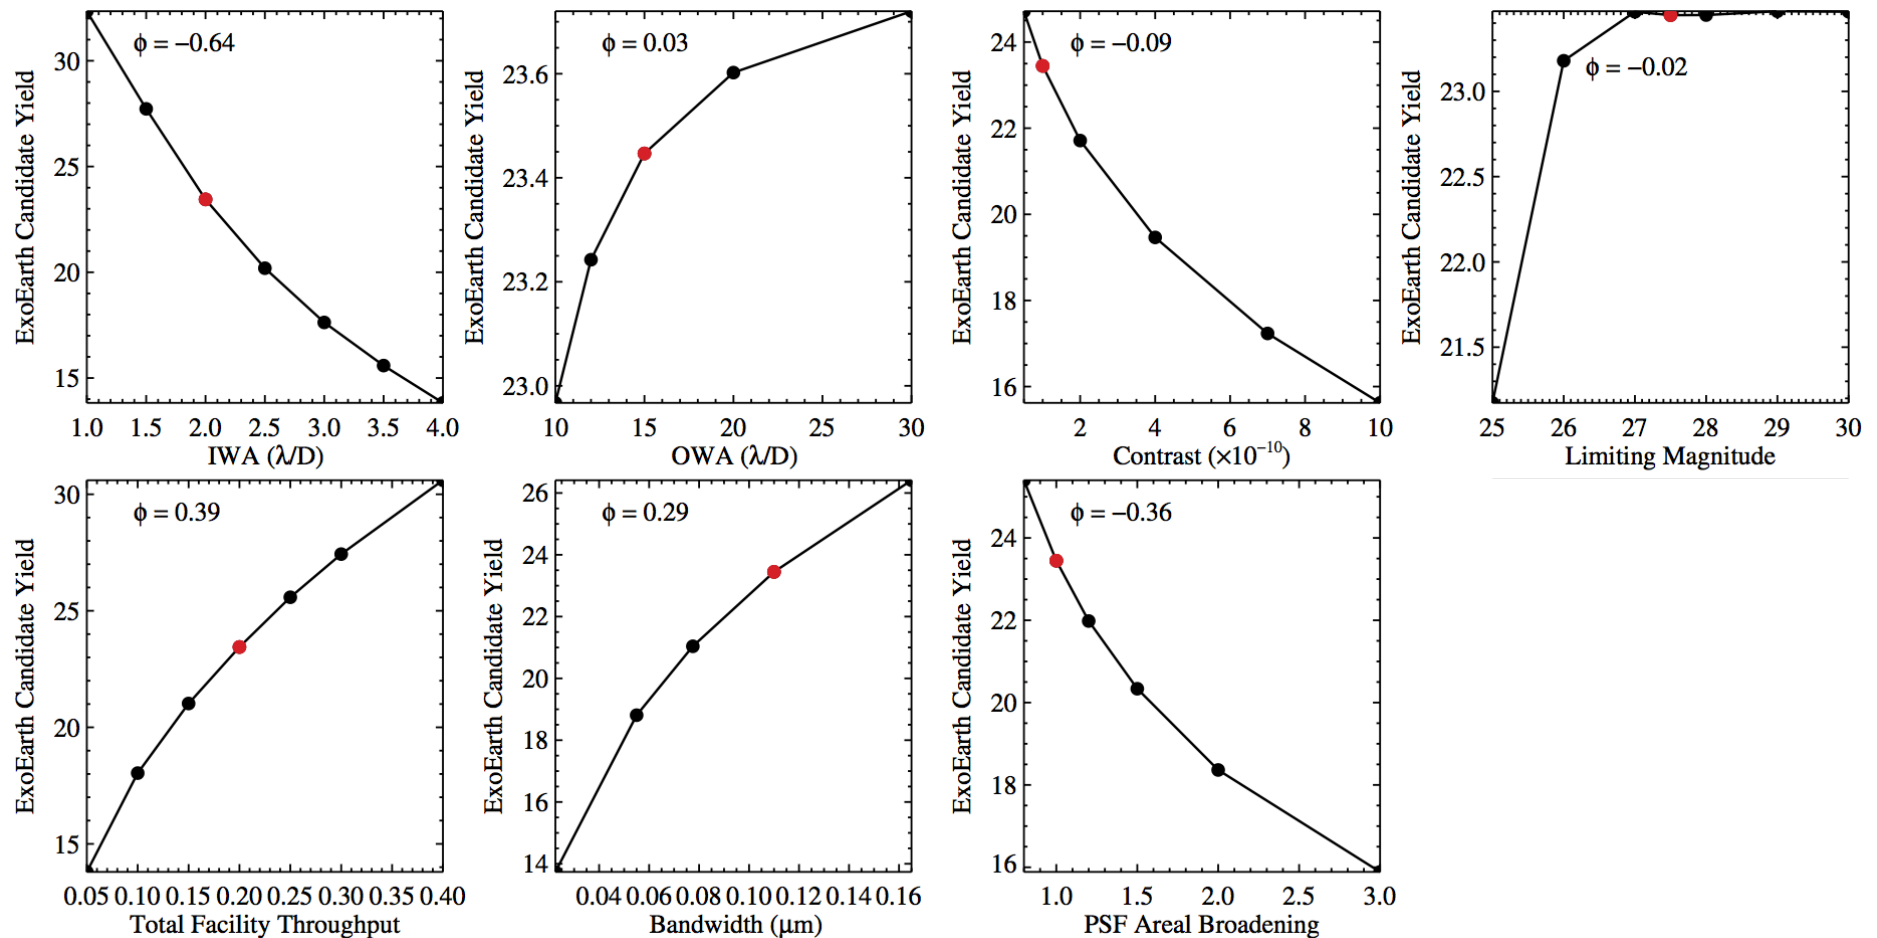 ExoEarth Candidate Yield
30
25
20
15
ϕ = −0.64
1.0 1.5 2.0 2.5 3.0 3.5 4.0
IWA (λ/D)
ExoEarth Candidate Yield
23.6
23.4
23.2
23.0
ϕ = 0.03
10 15 20 25 30
OWA (λ/D)
ExoEarth Candidate Yield
24
22
20
18
16
ϕ = −0.09
2 4 6 8 10
Contrast (×10⁻¹⁰)
ExoEarth Candidate Yield
23.0
22.5
22.0
21.5
ϕ = −0.02
25 26 27 28 29 30
Limiting Magnitude
ExoEarth Candidate Yield
30
25
20
15
ϕ = 0.39
0.05 0.10 0.15 0.20 0.25 0.30 0.35 0.40
Total Facility Throughput
ExoEarth Candidate Yield
26
24
22
20
18
16
14
ϕ = 0.29
0.04 0.06 0.08 0.10 0.12 0.14 0.16
Bandwidth (μm)
ExoEarth Candidate Yield
24
22
20
18
16
ϕ = −0.36
1.0 1.5 2.0 2.5 3.0
PSF Areal Broadening